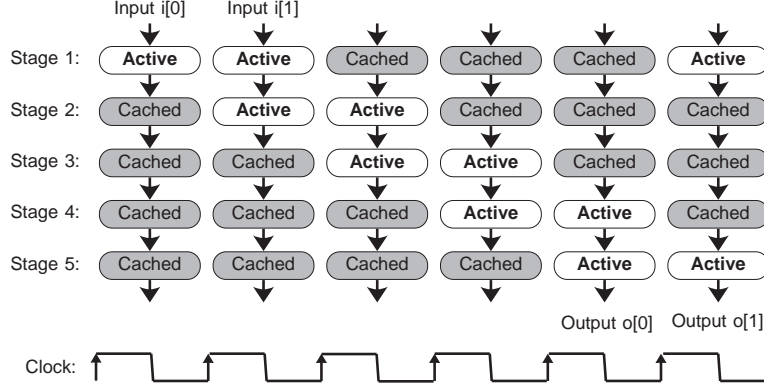 Input i[0] Input i[1]
Stage 1: Active Active Cached Cached Cached Active
Stage 2: Cached Active Active Cached Cached Cached
Stage 3: Cached Cached Active Active Cached Cached
Stage 4: Cached Cached Cached Active Active Cached
Stage 5: Cached Cached Cached Cached Active Active
Output o[0] Output o[1]
Clock: